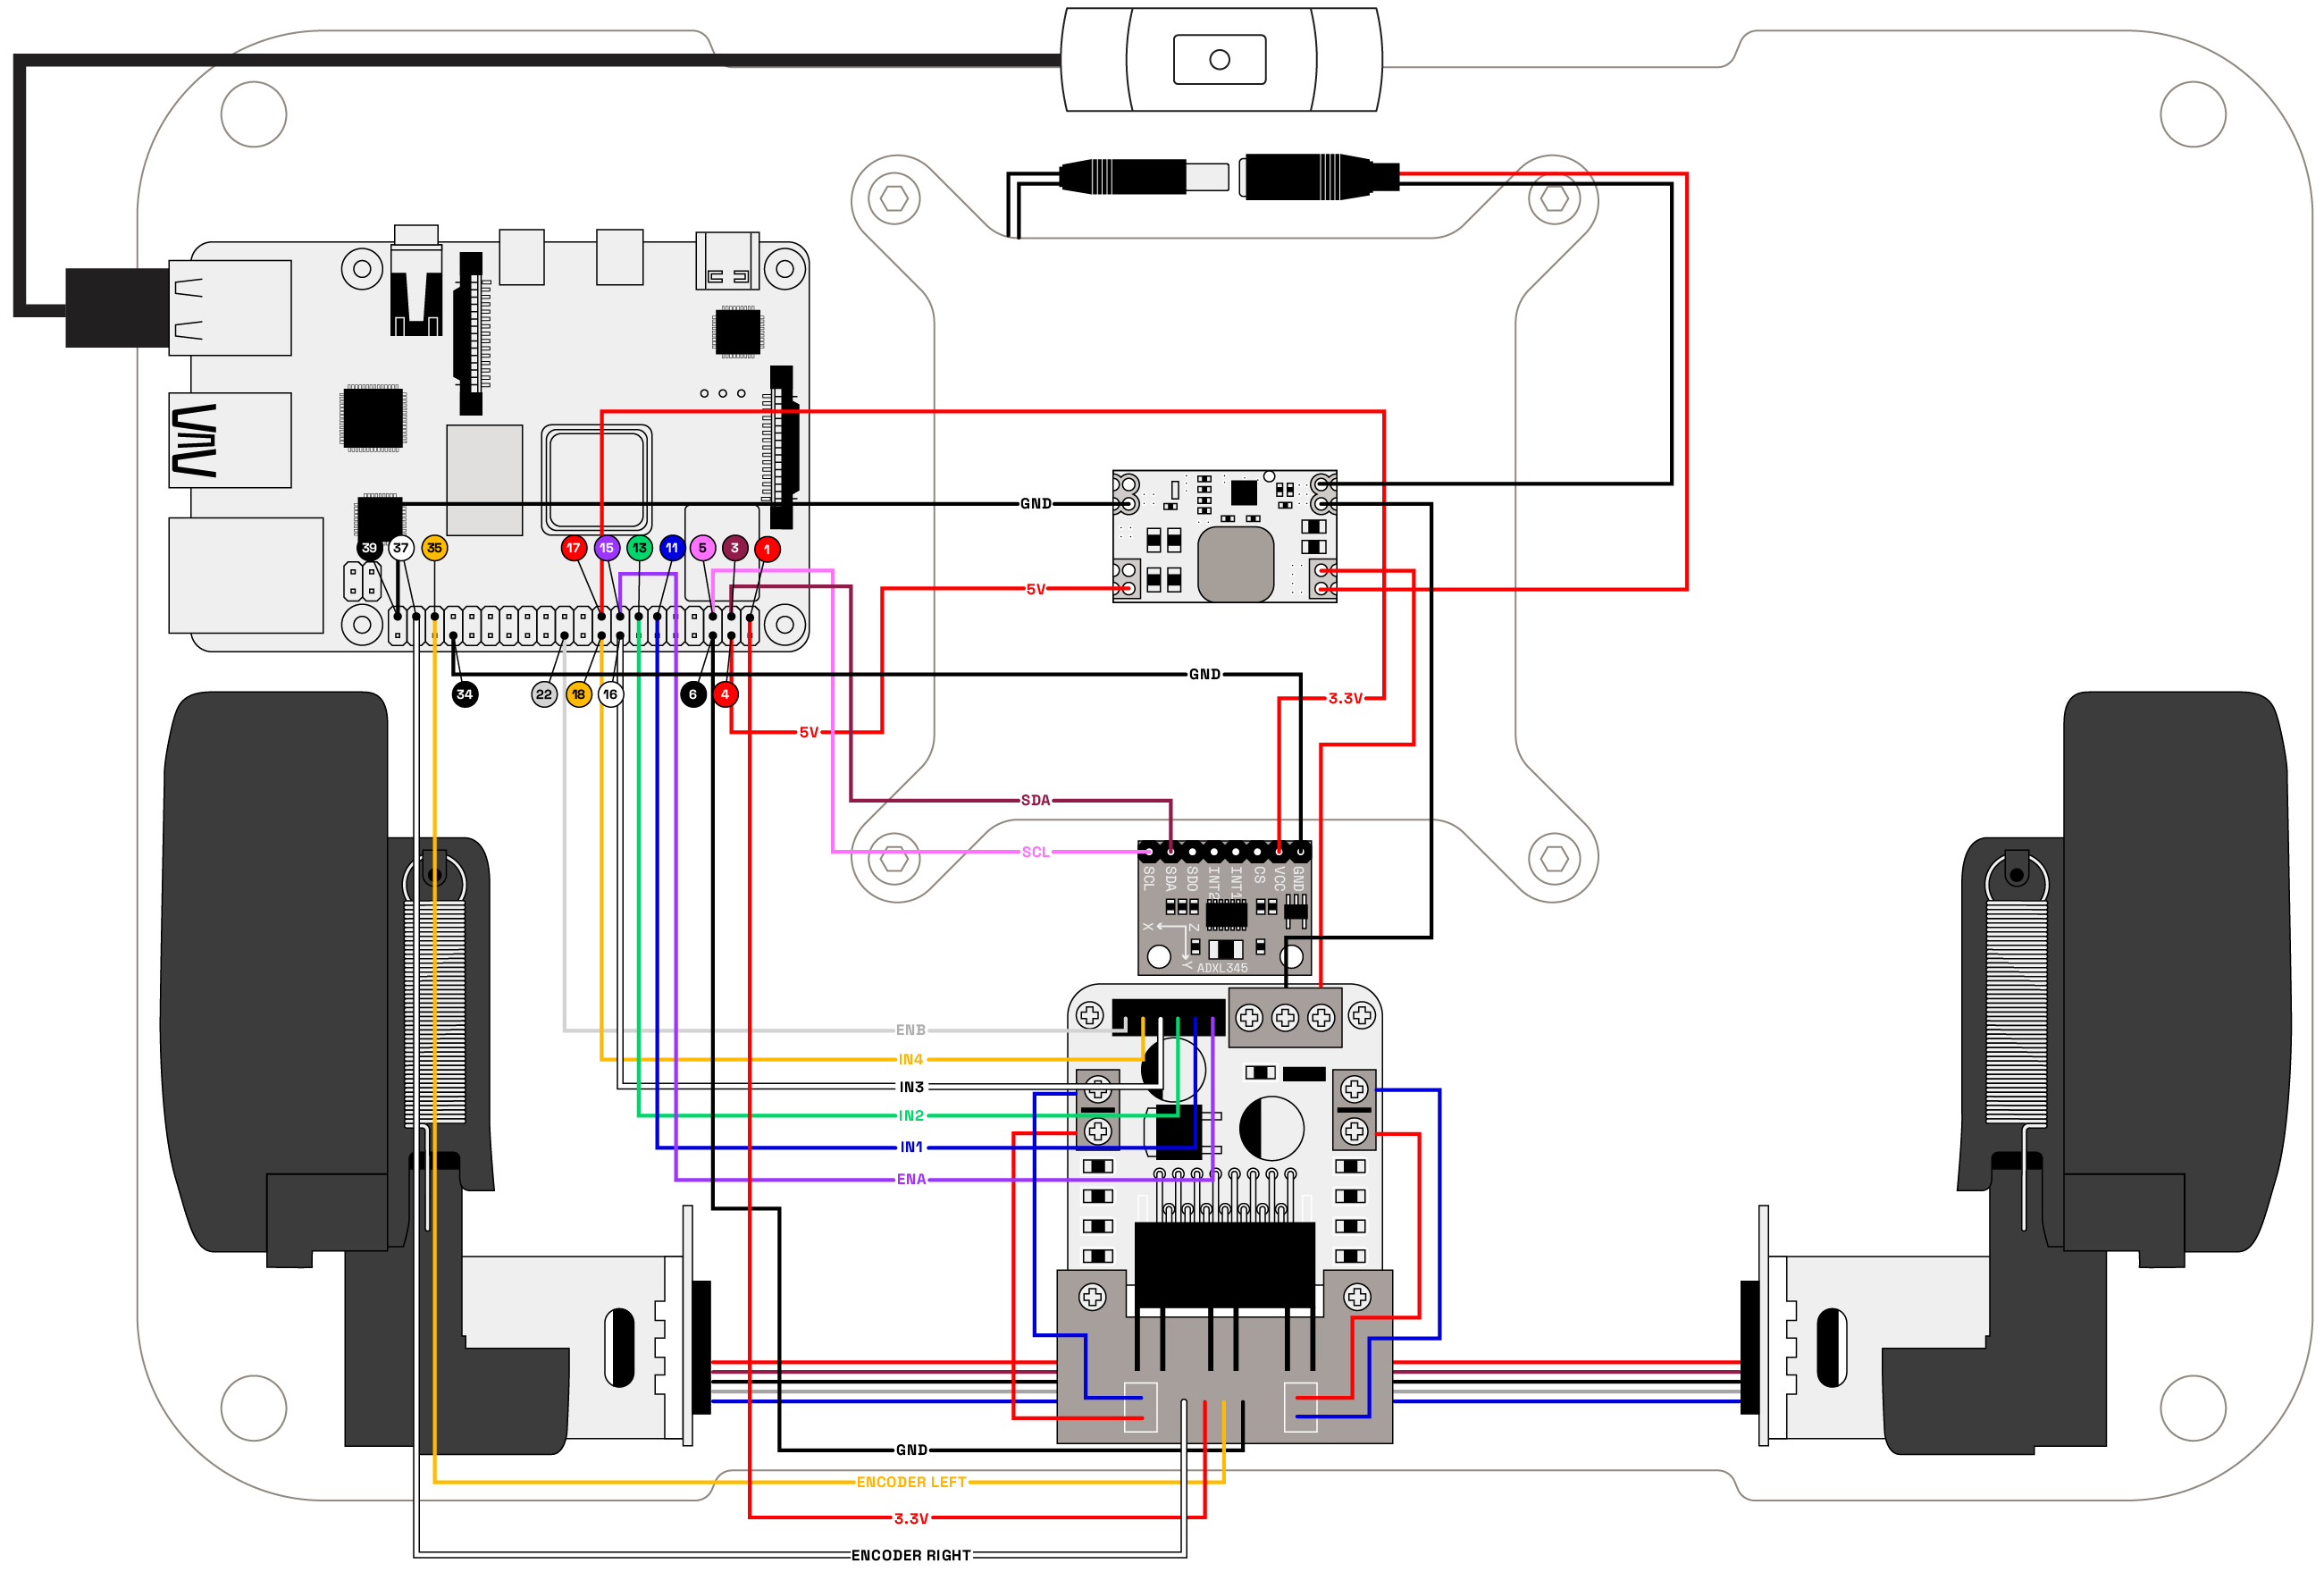 GND
39
37
35
17
15
13
11
5
3
1
5V
34
22
18
16
6
4
GND
3.3V
5V
SDA
SCL
SCL
SDA
SDO
INT2
INT1
CS
VCC
GND
X
Z
Y
ADXL345
ENB
IN4
IN3
IN2
IN1
ENA
GND
ENCODER LEFT
3.3V
ENCODER RIGHT